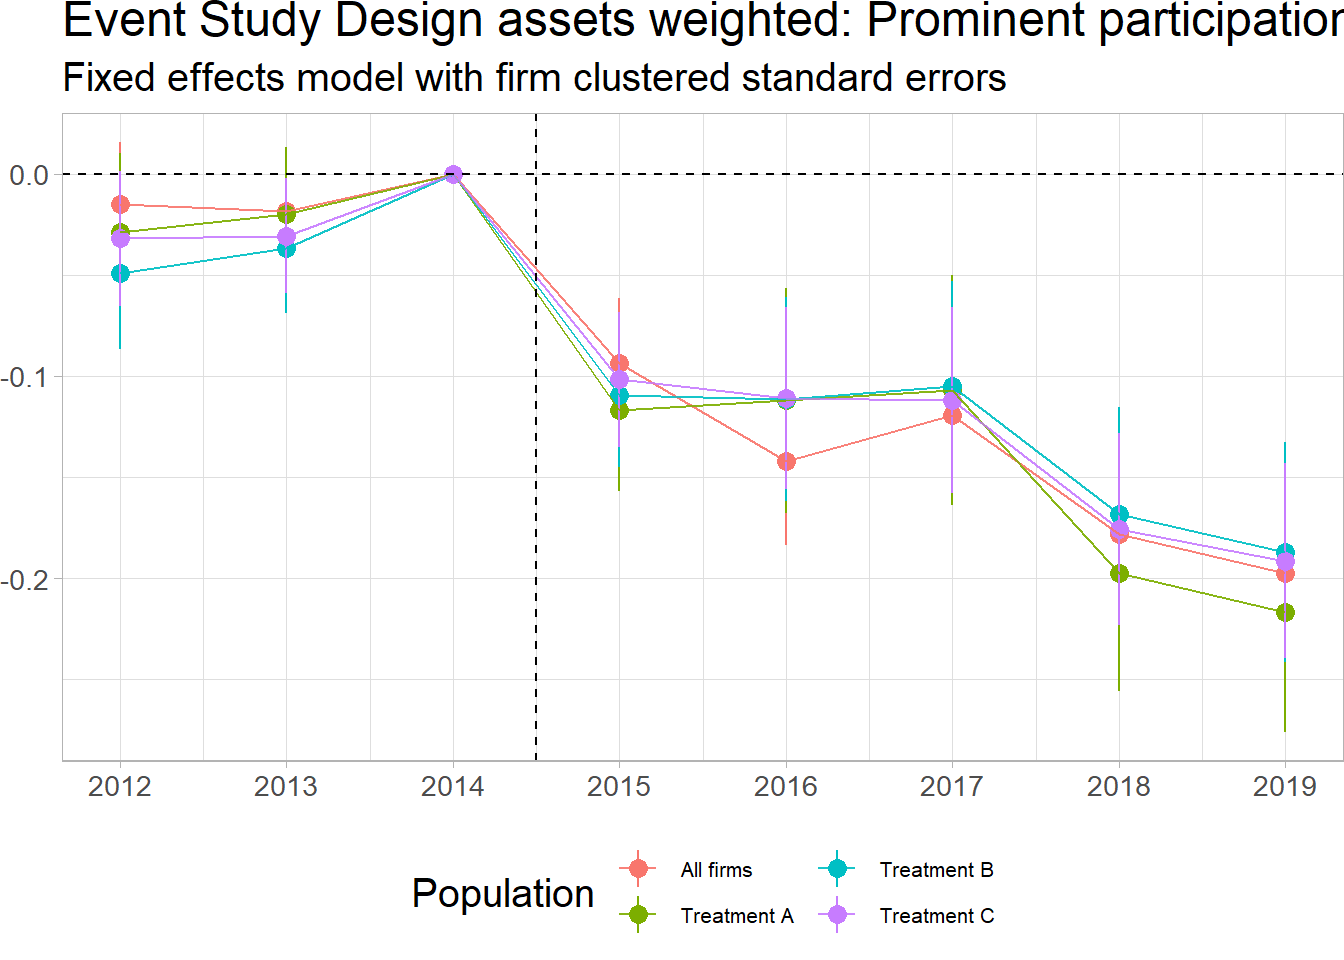 Event Study Design assets weighted: Prominent participation
Fixed effects model with firm clustered standard errors
0.0
-0.1
-0.2
2012 2013 2014 2015 2016 2017 2018 2019
Population
All firms
Treatment A
Treatment B
Treatment C